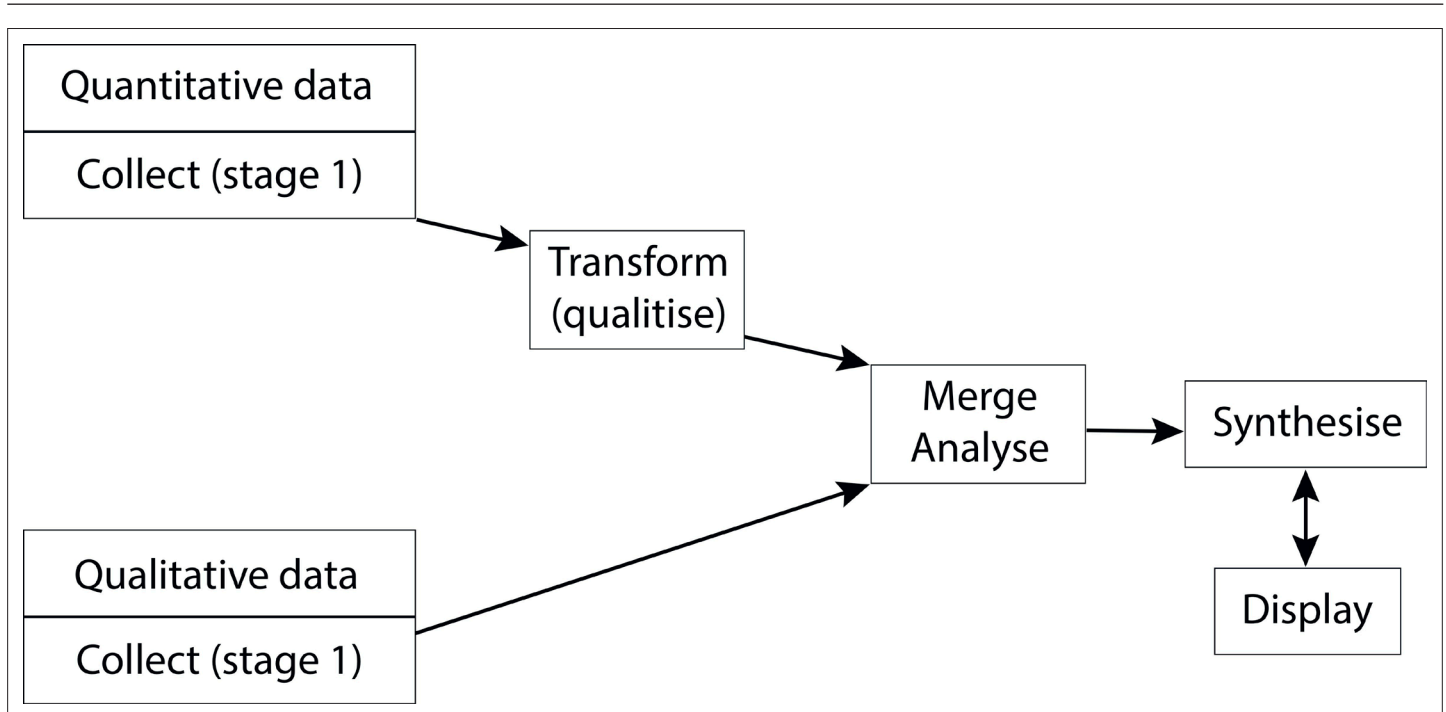 Quantitative data
Collect (stage 1)
Transform
(qualitise)
Merge
Analyse
Synthesise
Qualitative data
Collect (stage 1)
Display